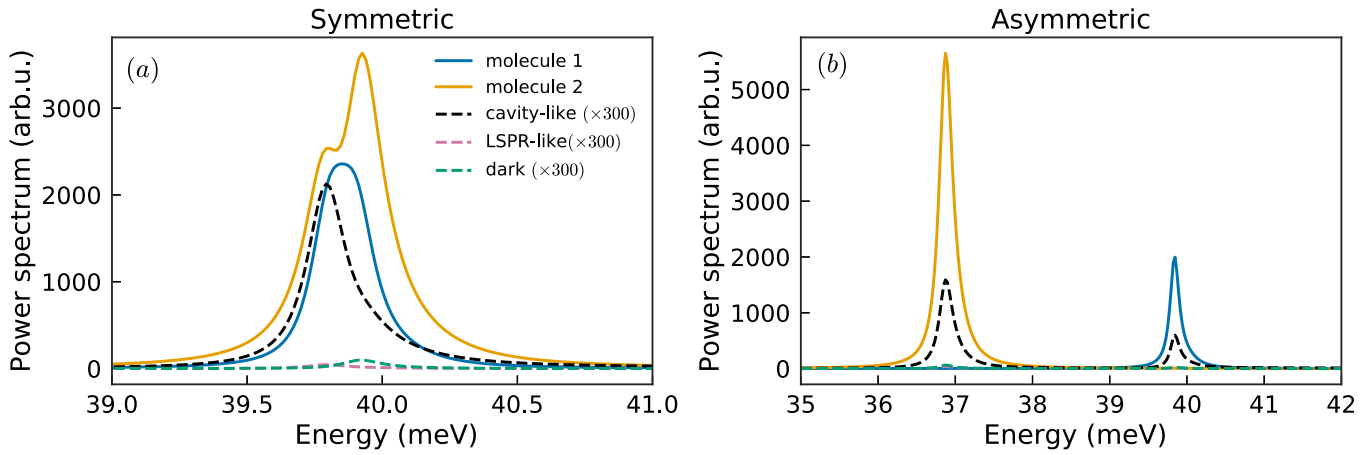 Symmetric
(a)
molecule 1
molecule 2
cavity-like (×300)
LSPR-like(×300)
dark (×300)
Power spectrum (arb.u.)
3000
2000
1000
0
39.0 39.5 40.0 40.5 41.0
Energy (meV)
Asymmetric
(b)
Power spectrum (arb.u.)
5000
4000
3000
2000
1000
0
35 36 37 38 39 40 41 42
Energy (meV)